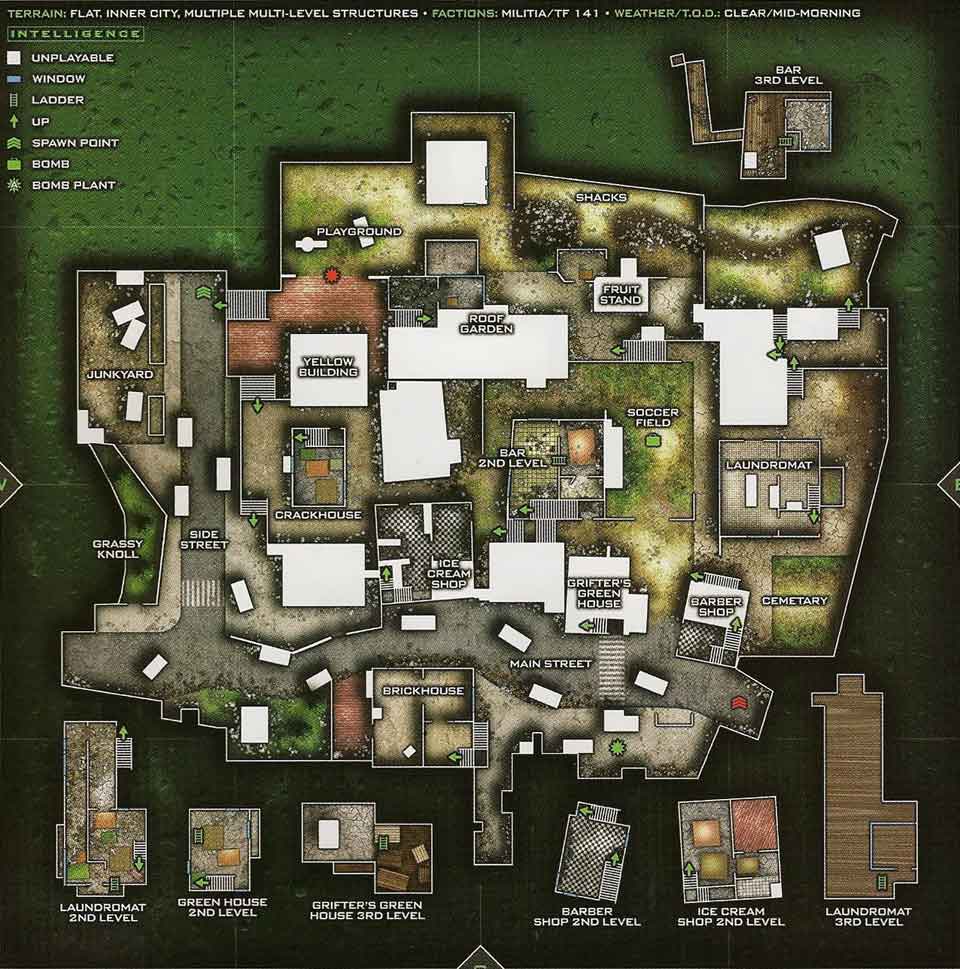 TERRAIN: FLAT, INNER CITY, MULTIPLE MULTI-LEVEL STRUCTURES • FACTIONS: MILITIA/TF 141 • WEATHER/T.O.D.: CLEAR/MID-MORNING
INTELLIGENCE
UNPLAYABLE
WINDOW
LADDER
UP
SPAWN POINT
BOMB
BOMB PLANT
BAR
3RD LEVEL
SHACKS
PLAYGROUND
FRUIT
STAND
ROOF
GARDEN
YELLOW
BUILDING
JUNKYARD
SOCCER
FIELD
BAR
2ND LEVEL
LAUNDROMAT
CRACKHOUSE
GRASSY
KNOLL
SIDE
STREET
ICE
CREAM
SHOP
GRIFTER'S
GREEN
HOUSE
BARBER
SHOP
CEMETARY
MAIN STREET
BRICKHOUSE
LAUNDROMAT
2ND LEVEL
GREEN HOUSE
2ND LEVEL
GRIFTER'S GREEN
HOUSE 3RD LEVEL
BARBER
SHOP 2ND LEVEL
ICE CREAM
SHOP 2ND LEVEL
LAUNDROMAT
3RD LEVEL